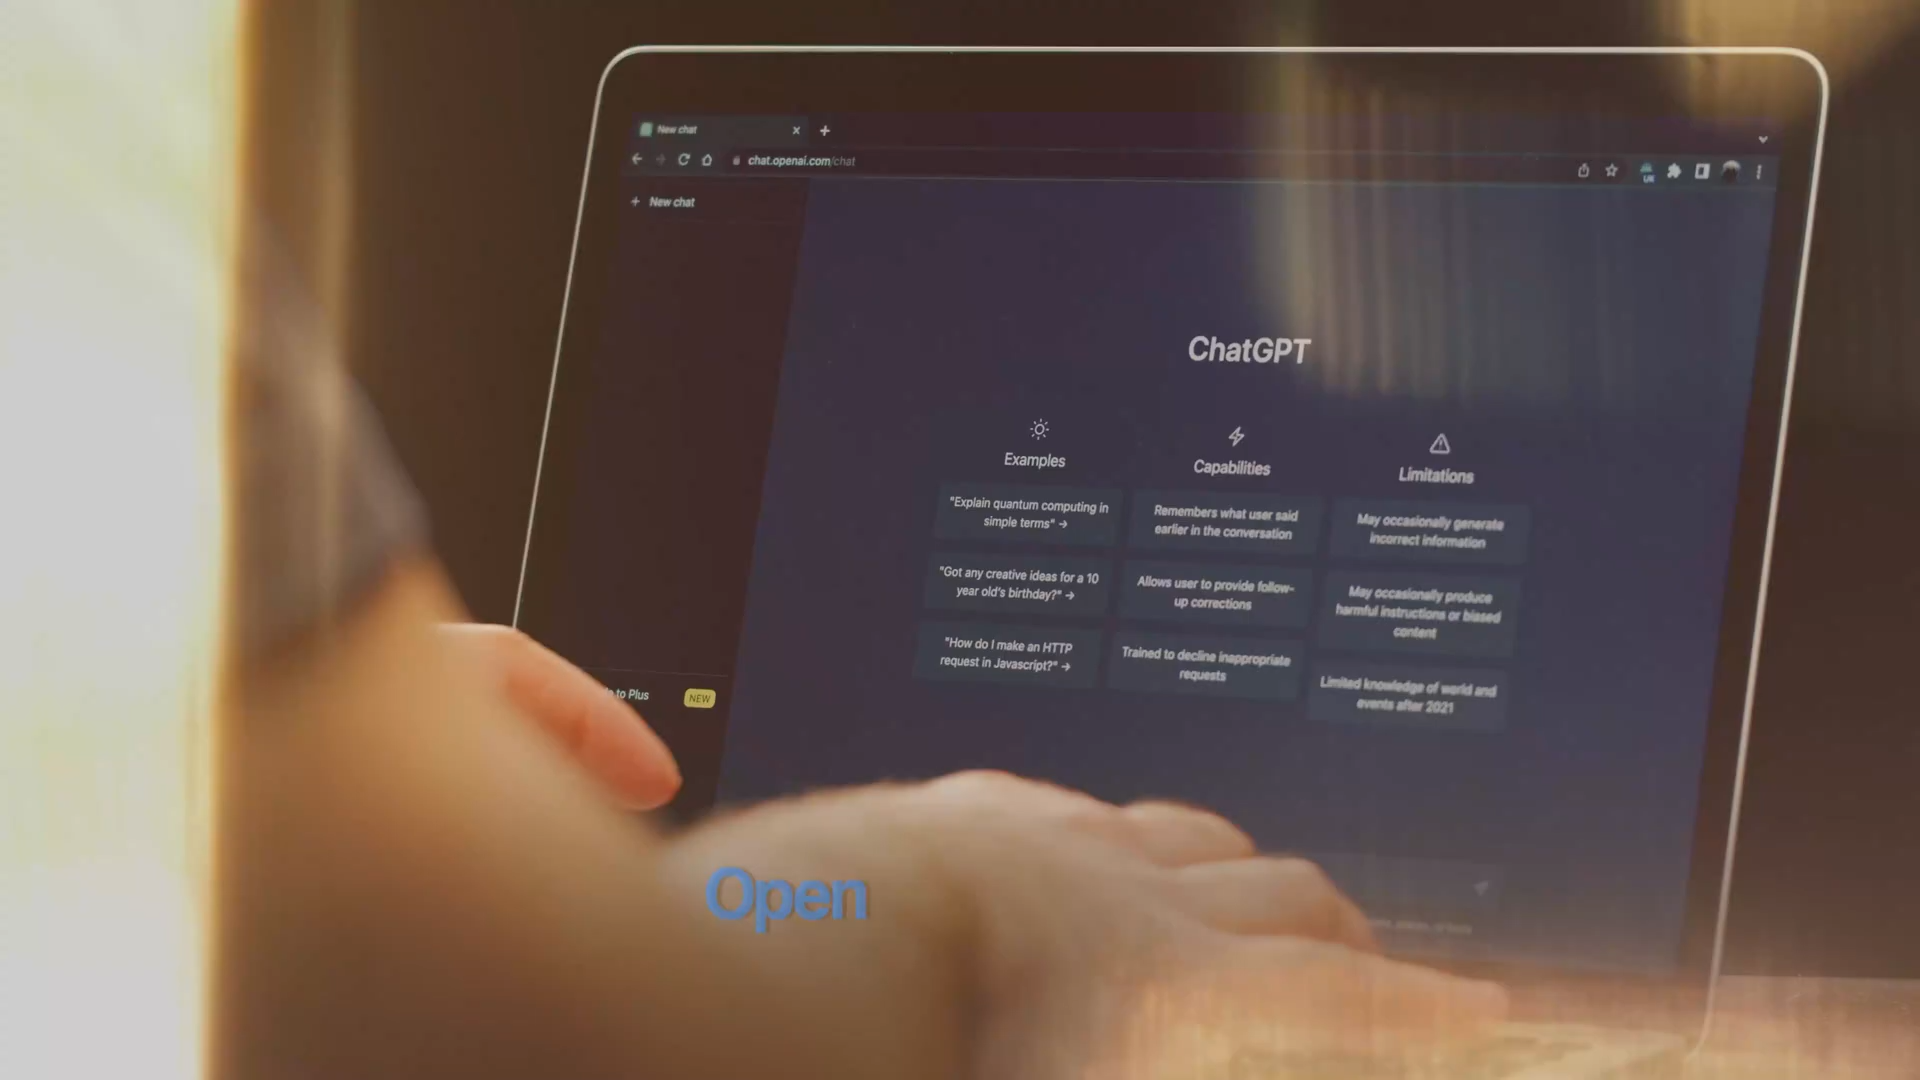 New chat
chat.openai.com/chat
UK
New chat
ChatGPT
Examples
"Explain quantum computing in
simple terms" →
"Got any creative ideas for a 10
year old's birthday?" →
"How do I make an HTTP
request in Javascript?" →
Capabilities
Remembers what user said
earlier in the conversation
Allows user to provide follow-
up corrections
Trained to decline inappropriate
requests
Limitations
May occasionally generate
incorrect information
May occasionally produce
harmful instructions or biased
content
Limited knowledge of world and
events after 2021
to Plus
NEW
Open